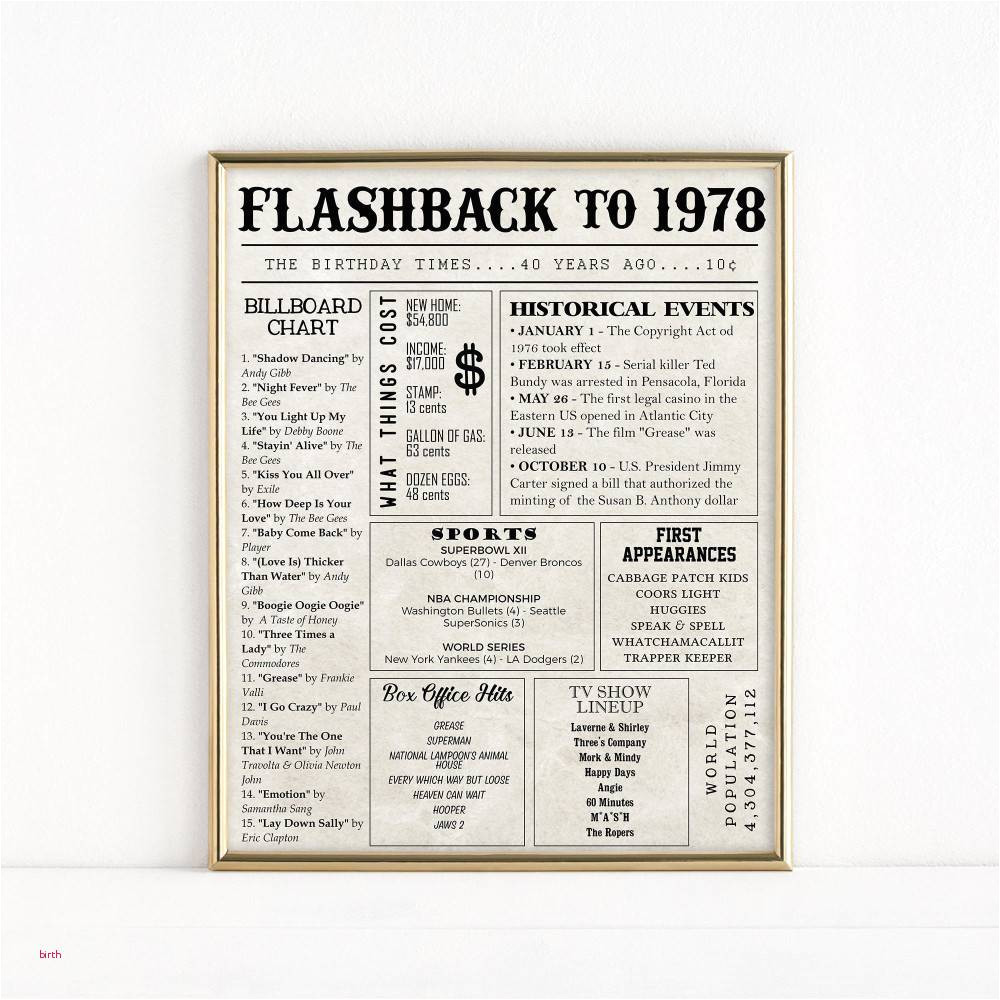 FLASHBACK TO 1978
THE BIRTHDAY TIMES....40 YEARS AGO....10¢
BILLBOARD
CHART
1. "Shadow Dancing" by
Andy Gibb
2. "Night Fever" by The
Bee Gees
3. "You Light Up My
Life" by Debby Boone
4. "Stayin' Alive" by The
Bee Gees
5. "Kiss You All Over"
by Exile
6. "How Deep Is Your
Love" by The Bee Gees
7. "Baby Come Back" by
Player
8. "(Love Is) Thicker
Than Water" by Andy
Gibb
9. "Boogie Oogie Oogie"
by A Taste of Honey
10. "Three Times a
Lady" by The
Commodores
11. "Grease" by Frankie
Valli
12. "I Go Crazy" by Paul
Davis
13. "You're The One
That I Want" by John
Travolta & Olivia Newton
John
14. "Emotion" by
Samantha Sang
15. "Lay Down Sally" by
Eric Clapton
WHAT THINGS COST
NEW HOME:
$54,800
INCOME:
$17,000
STAMP:
13 cents
GALLON OF GAS:
63 cents
DOZEN EGGS:
48 cents
$
HISTORICAL EVENTS
• JANUARY 1 - The Copyright Act od
1976 took effect
• FEBRUARY 15 - Serial killer Ted
Bundy was arrested in Pensacola, Florida
• MAY 26 - The first legal casino in the
Eastern US opened in Atlantic City
• JUNE 13 - The film "Grease" was
released
• OCTOBER 10 - U.S. President Jimmy
Carter signed a bill that authorized the
minting of the Susan B. Anthony dollar
SPORTS
SUPERBOWL XII
Dallas Cowboys (27) - Denver Broncos
(10)
NBA CHAMPIONSHIP
Washington Bullets (4) - Seattle
SuperSonics (3)
WORLD SERIES
New York Yankees (4) - LA Dodgers (2)
FIRST
APPEARANCES
CABBAGE PATCH KIDS
COORS LIGHT
HUGGIES
SPEAK & SPELL
WHATCHAMACALLIT
TRAPPER KEEPER
Box Office Hits
GREASE
SUPERMAN
NATIONAL LAMPOON'S ANIMAL
HOUSE
EVERY WHICH WAY BUT LOOSE
HEAVEN CAN WAIT
HOOPER
JAWS 2
TV SHOW
LINEUP
Laverne & Shirley
Three's Company
Mork & Mindy
Happy Days
Angie
60 Minutes
M*A*S*H
The Ropers
WORLD
POPULATION
4,304,377,112
birth